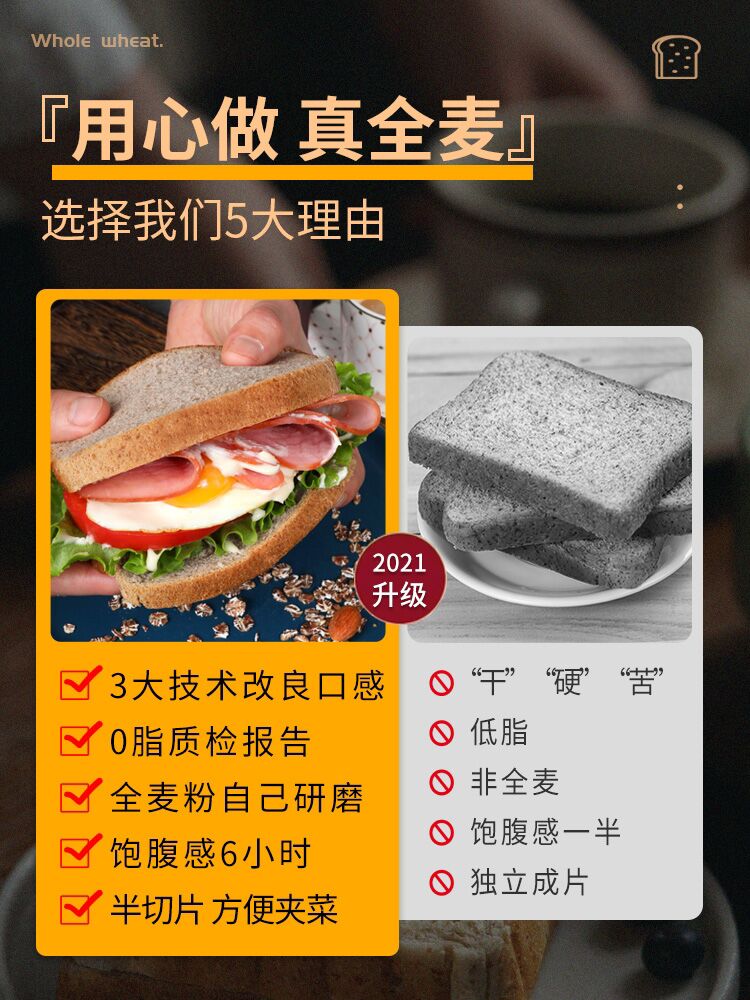 Whole wheat.
『用心做 真全麦』
选择我们5大理由
2021
升级
3大技术改良口感
0脂质检报告
全麦粉自己研磨
饱腹感6小时
半切片 方便夹菜
“干” “硬” “苦”
低脂
非全麦
饱腹感一半
独立成片